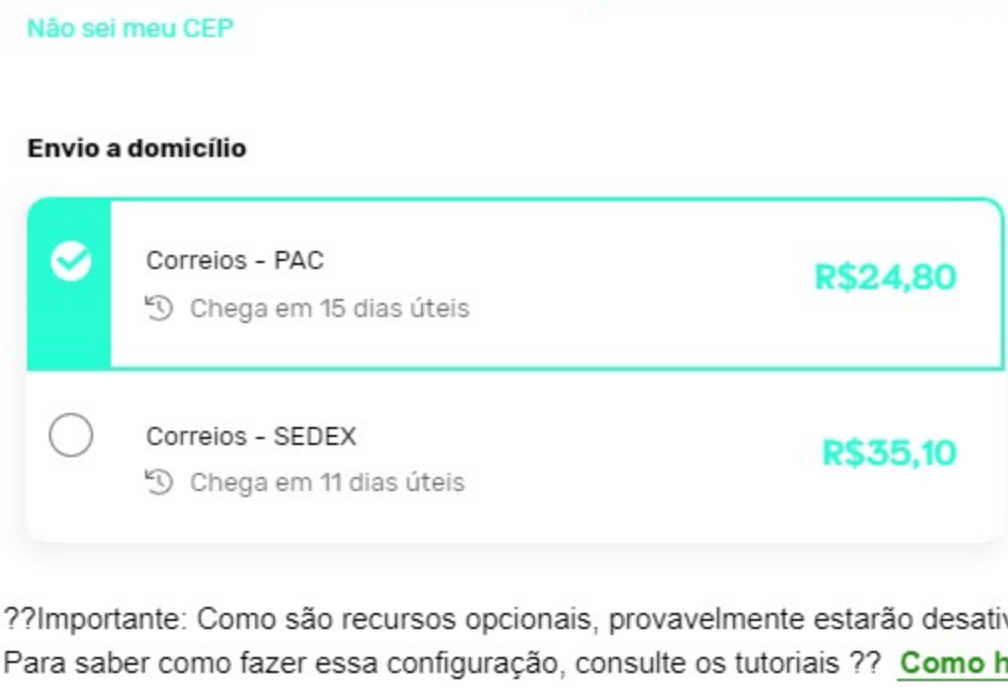 Não sei meu CEP
Envio a domicílio
Correios - PAC
R$24,80
Chega em 15 dias úteis
Correios - SEDEX
R$35,10
Chega em 11 dias úteis
??Importante: Como são recursos opcionais, provavelmente estarão
Para saber como fazer essa configuração, consulte os tutoriais ?? Como